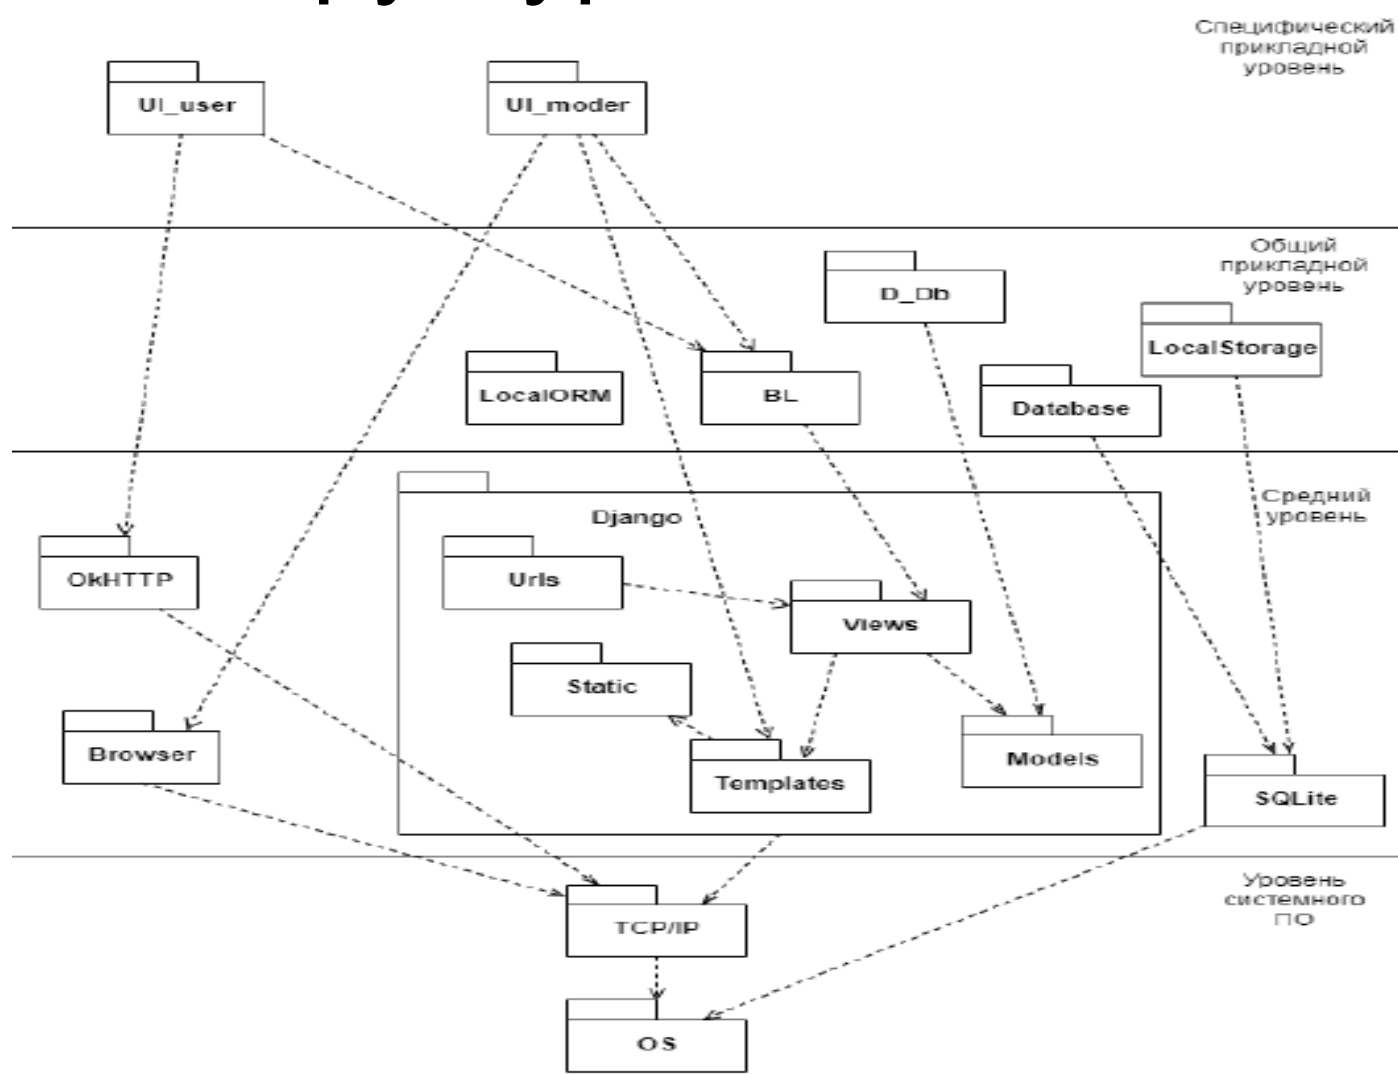 Специфический
прикладной
уровень
UI_user
UI_moder
Общий
прикладной
уровень
D_Db
LocalStorage
LocalORM
BL
Database
Средний
уровень
Django
OkHTTP
Urls
Views
Static
Browser
Templates
Models
SQLite
Уровень
системного
ПО
TCP/IP
OS